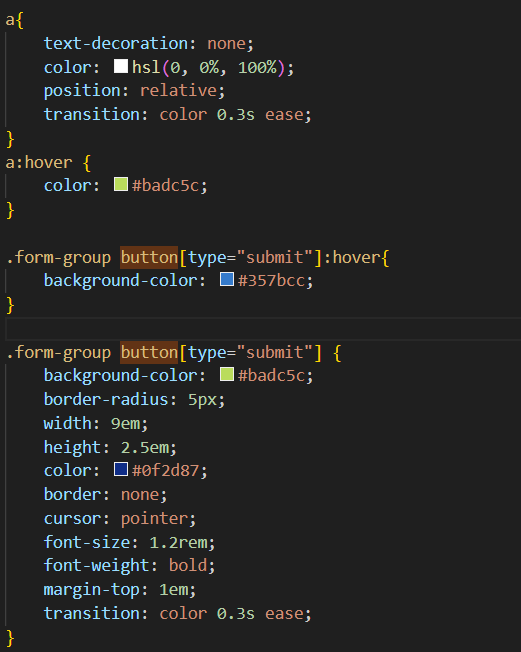 a{
    text-decoration: none;
    color: hsl(0, 0%, 100%);
    position: relative;
    transition: color 0.3s ease;
}
a:hover {
    color: #badc5c;
}

.form-group button[type="submit"]:hover{
    background-color: #357bcc;
}

.form-group button[type="submit"] {
    background-color: #badc5c;
    border-radius: 5px;
    width: 9em;
    height: 2.5em;
    color: #0f2d87;
    border: none;
    cursor: pointer;
    font-size: 1.2rem;
    font-weight: bold;
    margin-top: 1em;
    transition: color 0.3s ease;
}